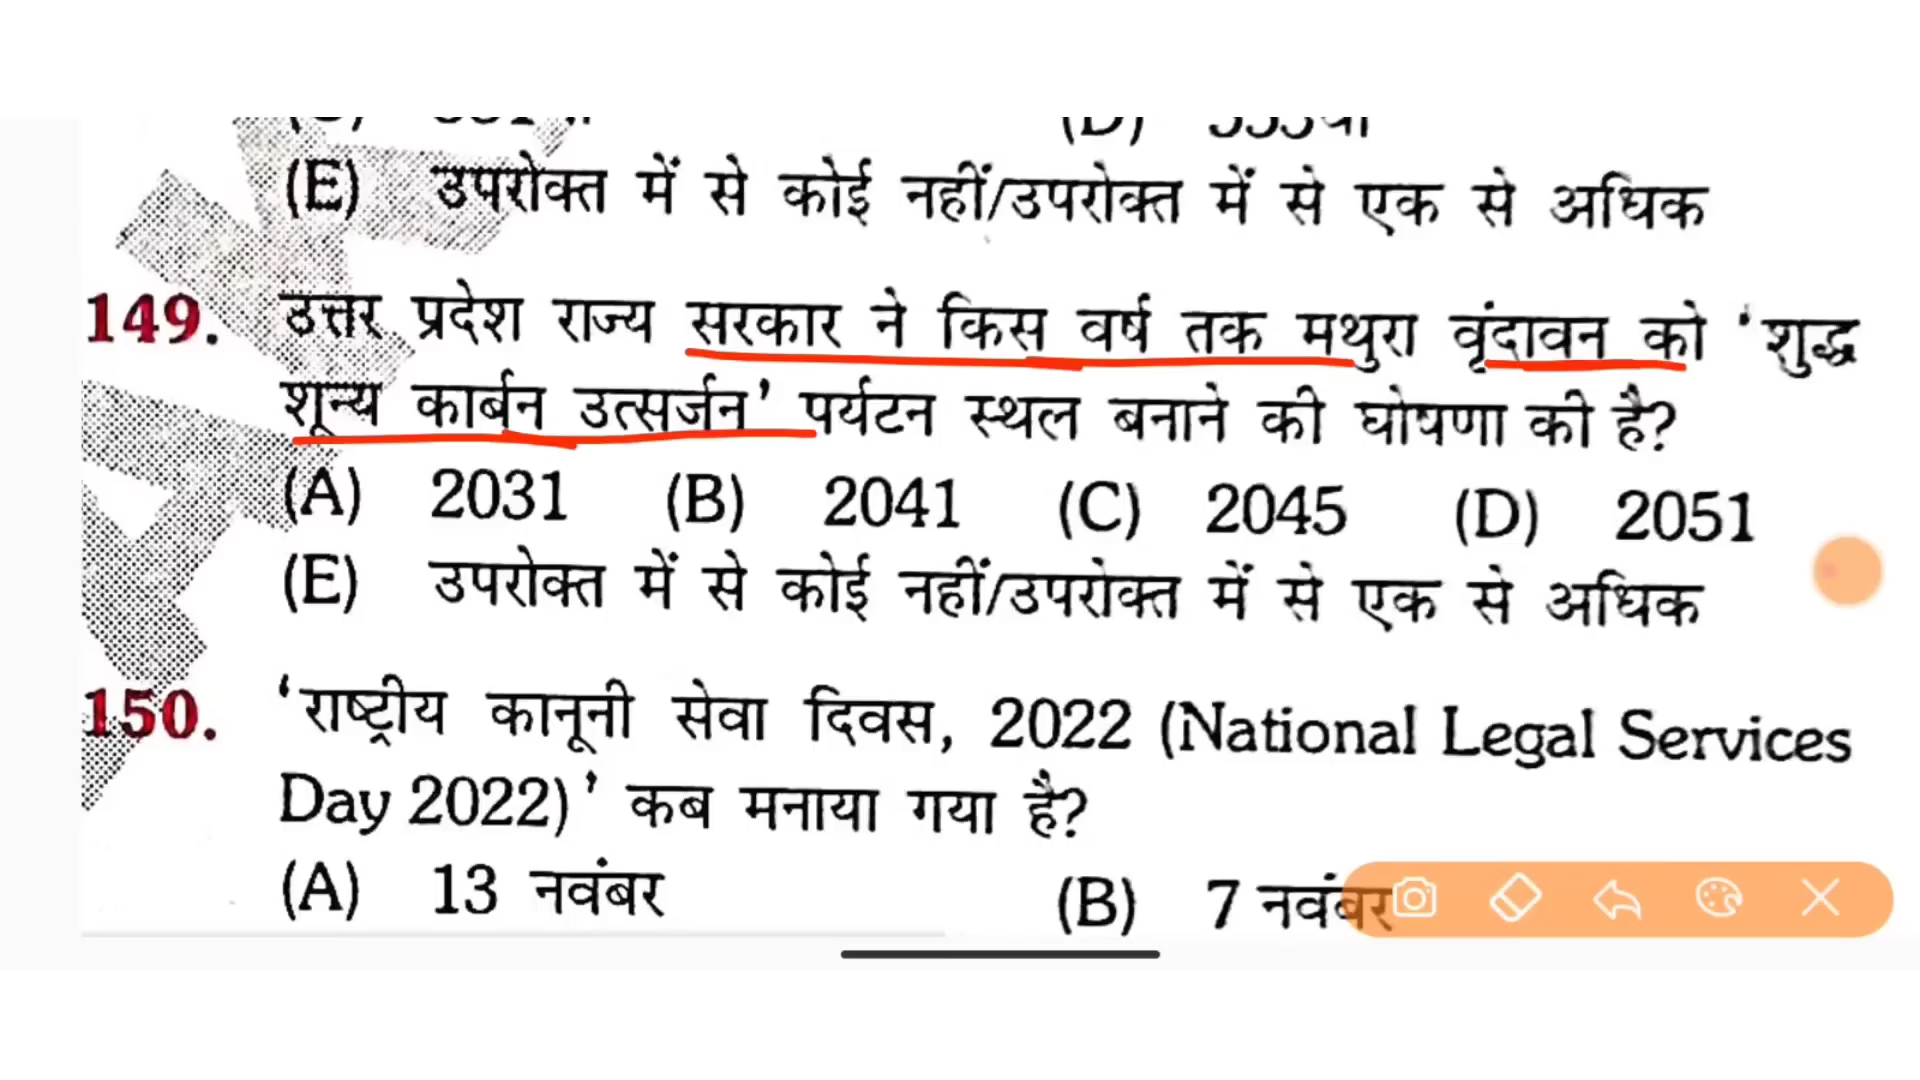 (E) उपरोक्त में से कोई नहीं/उपरोक्त में से एक से अधिक
149. उत्तर प्रदेश राज्य सरकार ने किस वर्ष तक मथुरा वृंदावन को ‘शुद्ध
शून्य कार्बन उत्सर्जन’ पर्यटन स्थल बनाने की घोषणा की है?
(A) 2031 (B) 2041 (C) 2045 (D) 2051
(E) उपरोक्त में से कोई नहीं/उपरोक्त में से एक से अधिक
150. ‘राष्ट्रीय कानूनी सेवा दिवस, 2022 (National Legal Services
Day 2022)’ कब मनाया गया है?
(A) 13 नवंबर (B) 7 नवंबर